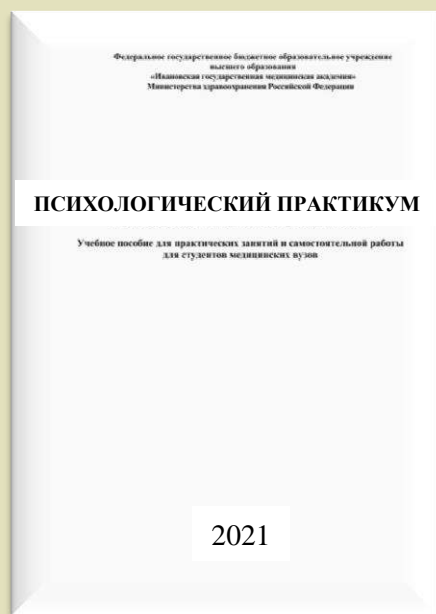 Федеральное государственное бюджетное образовательное учреждение
высшего образования
«Ивановская государственная медицинская академия»
Министерства здравоохранения Российской Федерации
ПСИХОЛОГИЧЕСКИЙ ПРАКТИКУМ
Учебное пособие для практических занятий и самостоятельной работы
для студентов медицинских вузов
2021